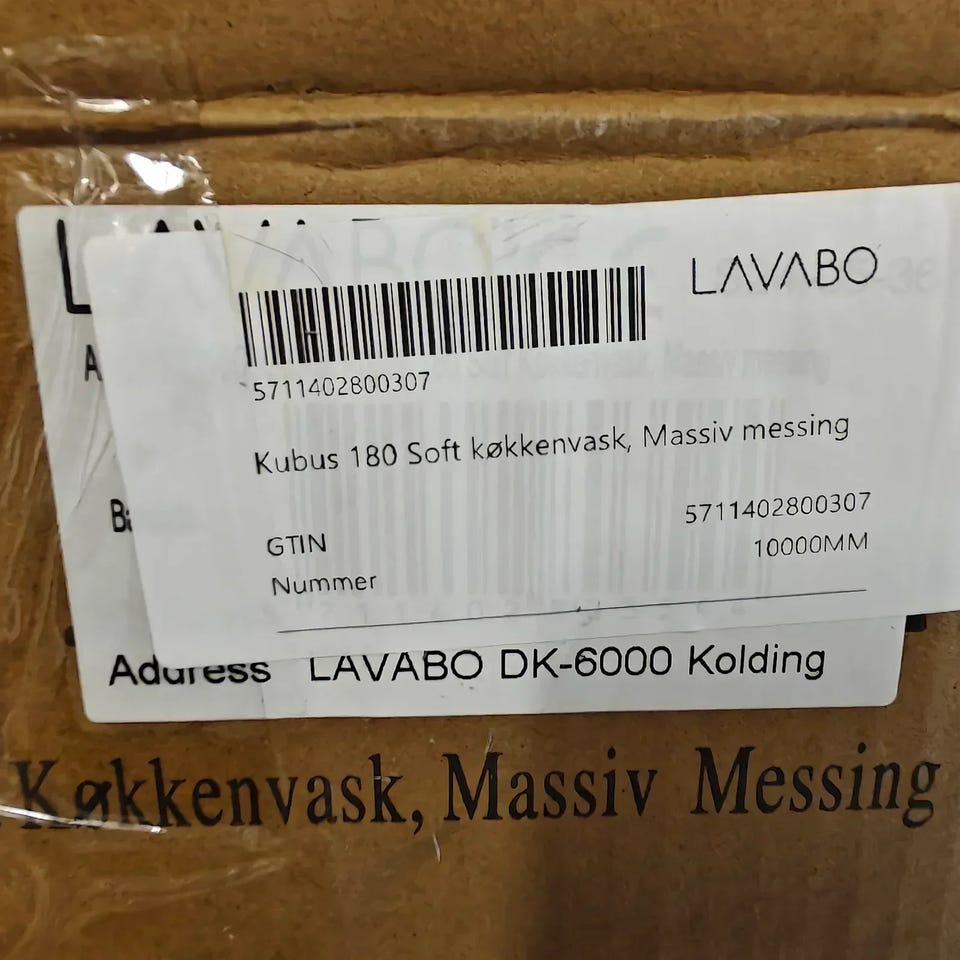 LAVABO
5711402800307
Kubus 180 Soft køkkenvask, Massiv messing
GTIN 5711402800307
Nummer 10000MM
Address LAVABO DK-6000 Kolding
Køkkenvask, Massiv Messing